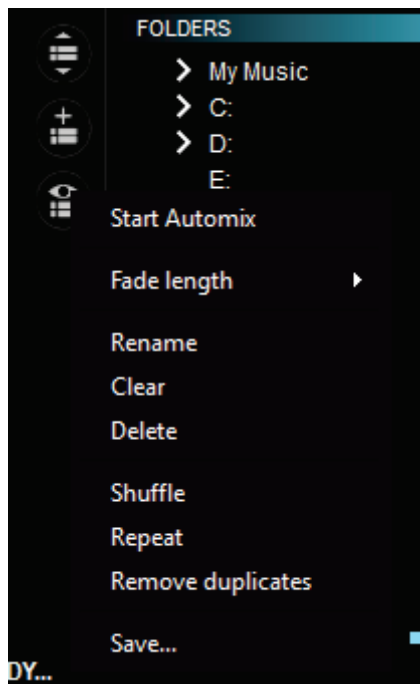 FOLDERS
My Music
C:
D:
E:
Start Automix
Fade length
Rename
Clear
Delete
Shuffle
Repeat
Remove duplicates
Save...
DY...